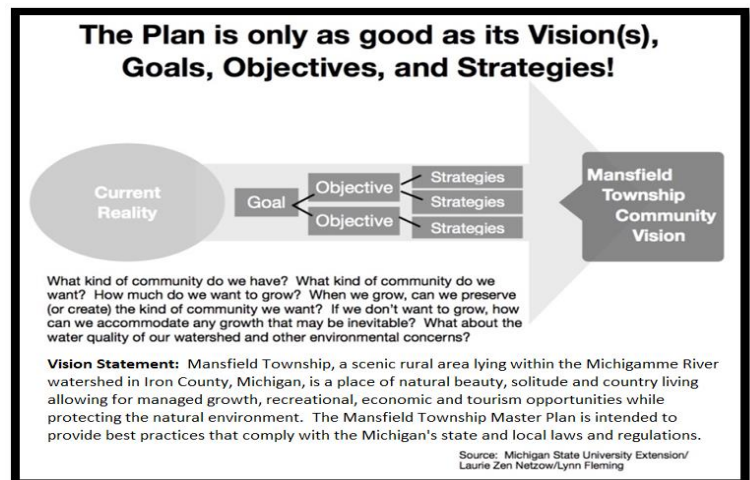 The Plan is only as good as its Vision(s),
Goals, Objectives, and Strategies!
Current
Reality
Goal
Objective
Objective
Strategies
Strategies
Strategies
Mansfield
Township
Community
Vision
What kind of community do we have?  What kind of community do we
want?  How much do we want to grow?  When we grow, can we preserve
(or create) the kind of community we want?  If we don't want to grow, how
can we accommodate any growth that may be inevitable?  What about the
water quality of our watershed and other environmental concerns?
Vision Statement:  Mansfield Township, a scenic rural area lying within the Michigamme River
watershed in Iron County, Michigan, is a place of natural beauty, solitude and country living
allowing for managed growth, recreational, economic and tourism opportunities while
protecting the natural environment.  The Mansfield Township Master Plan is intended to
provide best practices that comply with the Michigan's state and local laws and regulations.
Source:  Michigan State University Extension/
Laurie Zen Netzow/Lynn Fleming